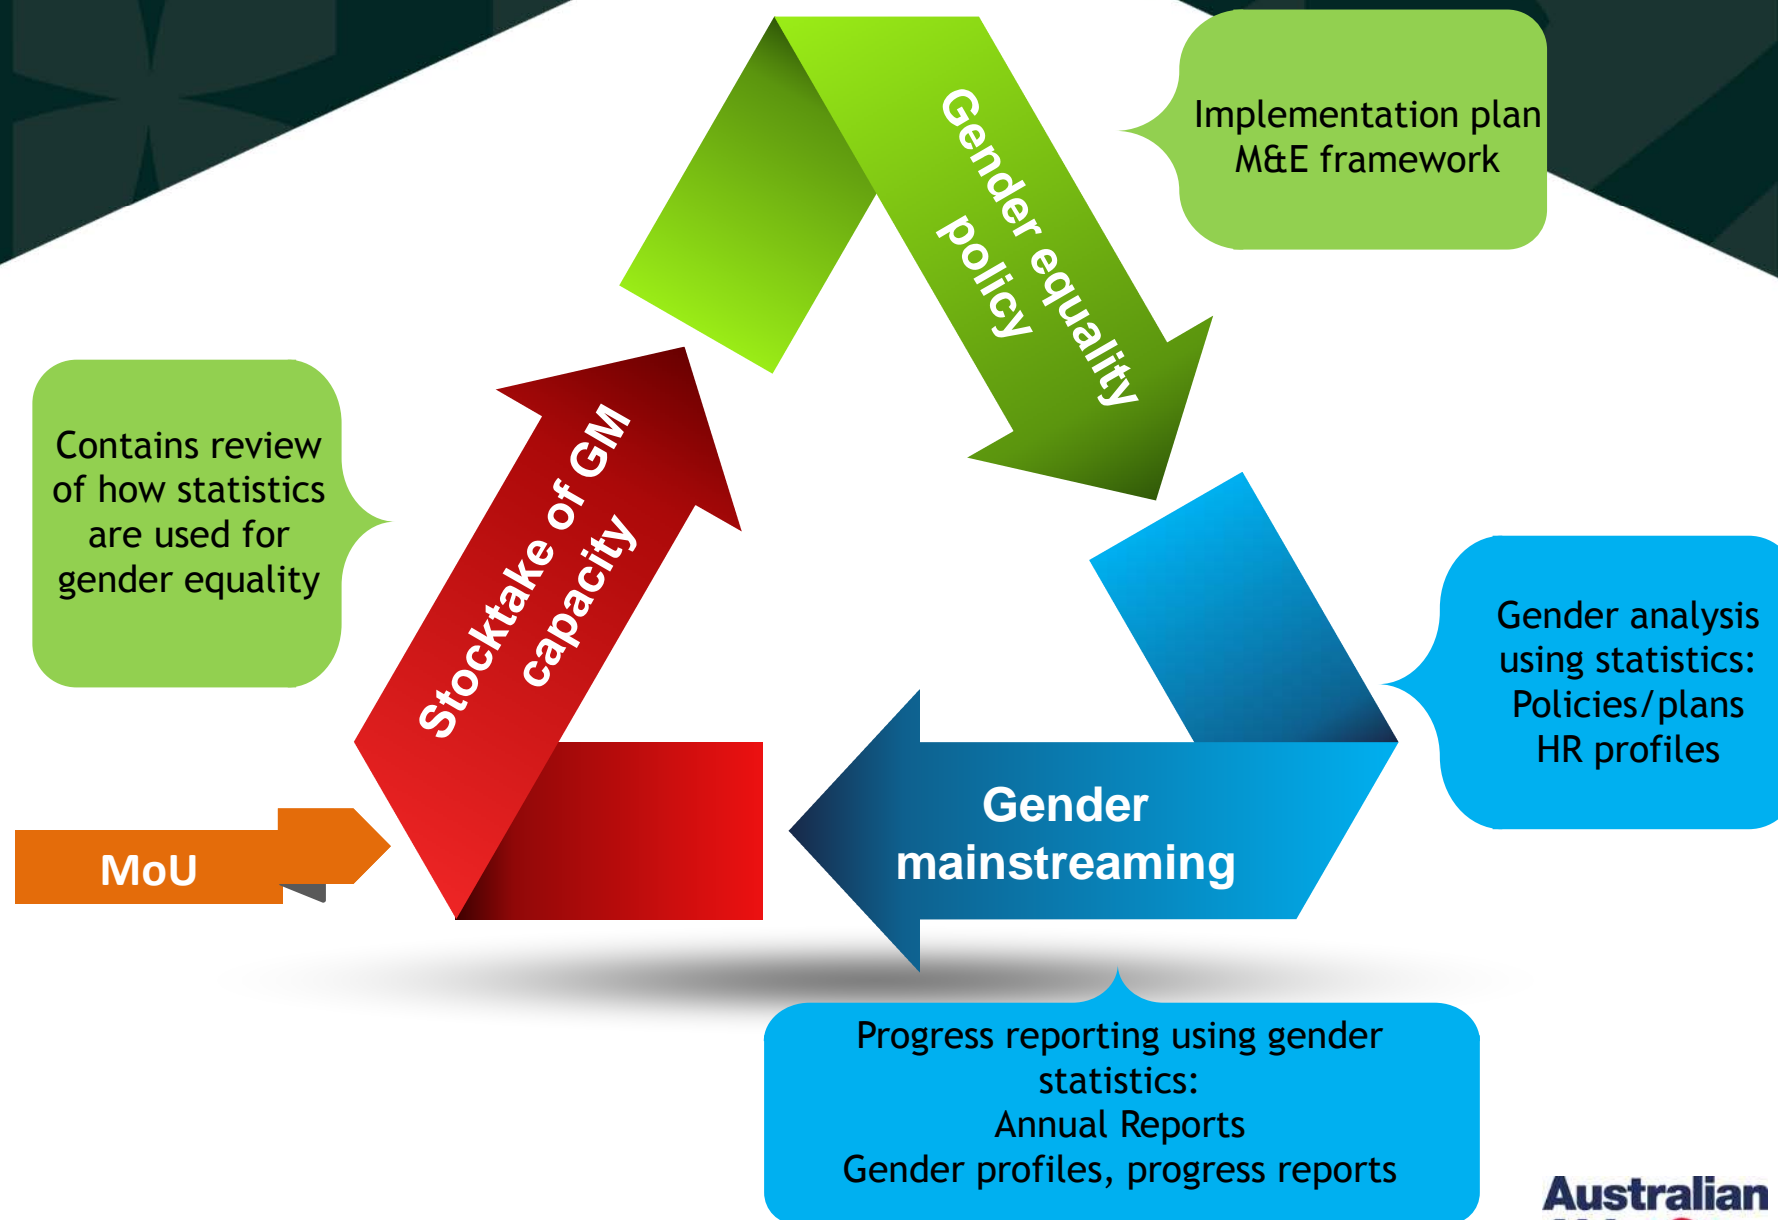 Implementation plan
M&E framework
Gender equality
policy
Contains review
of how statistics
are used for
gender equality
Stocktake of GM
capacity
Gender analysis
using statistics:
Policies/plans
HR profiles
MoU
Gender
mainstreaming
Progress reporting using gender
statistics:
Annual Reports
Gender profiles, progress reports
Australian